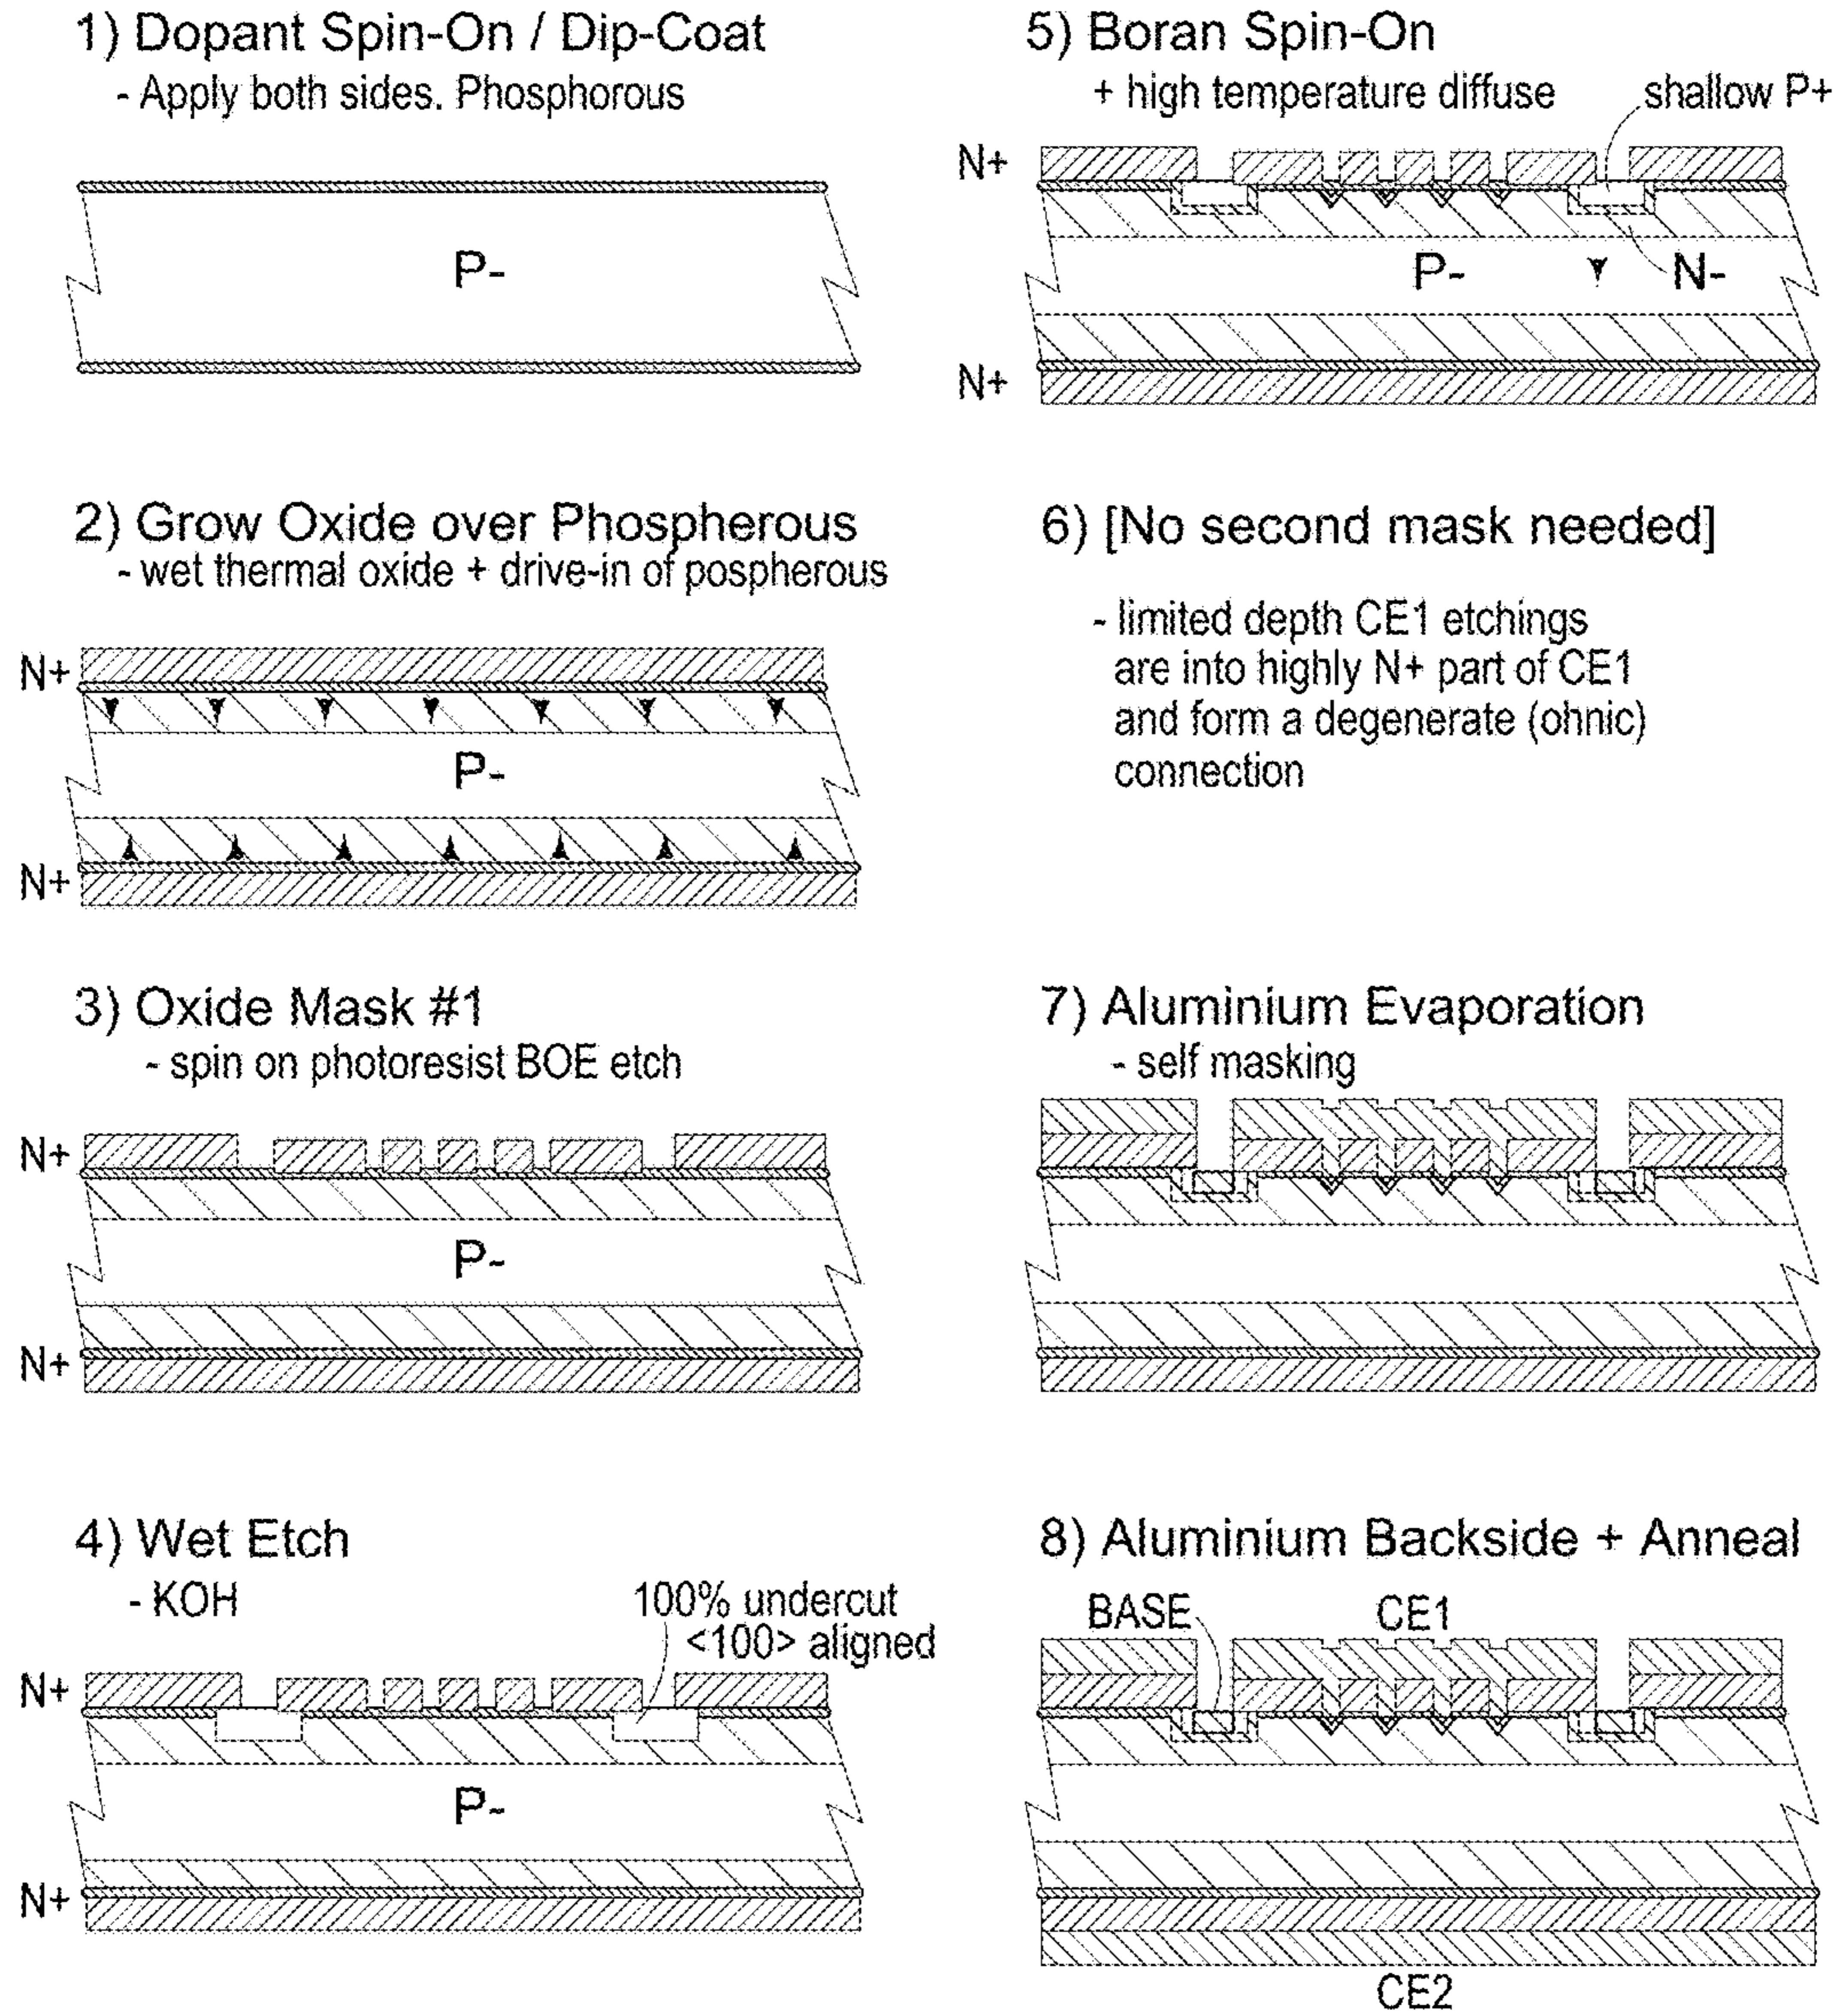 1) Dopant Spin-On / Dip-Coat
- Apply both sides. Phosphorous
P-
2) Grow Oxide over Phospherous
- wet thermal oxide + drive-in of pospherous
N+
P-
N+
3) Oxide Mask #1
- spin on photoresist BOE etch
N+
P-
N+
4) Wet Etch
- KOH
100% undercut
<100> aligned
N+
P-
N+
5) Boran Spin-On
+ high temperature diffuse
shallow P+
N+
P-
N-
N+
6) [No second mask needed]
- limited depth CE1 etchings
are into highly N+ part of CE1
and form a degenerate (ohnic)
connection
7) Aluminium Evaporation
- self masking
8) Aluminium Backside + Anneal
BASE
CE1
CE2